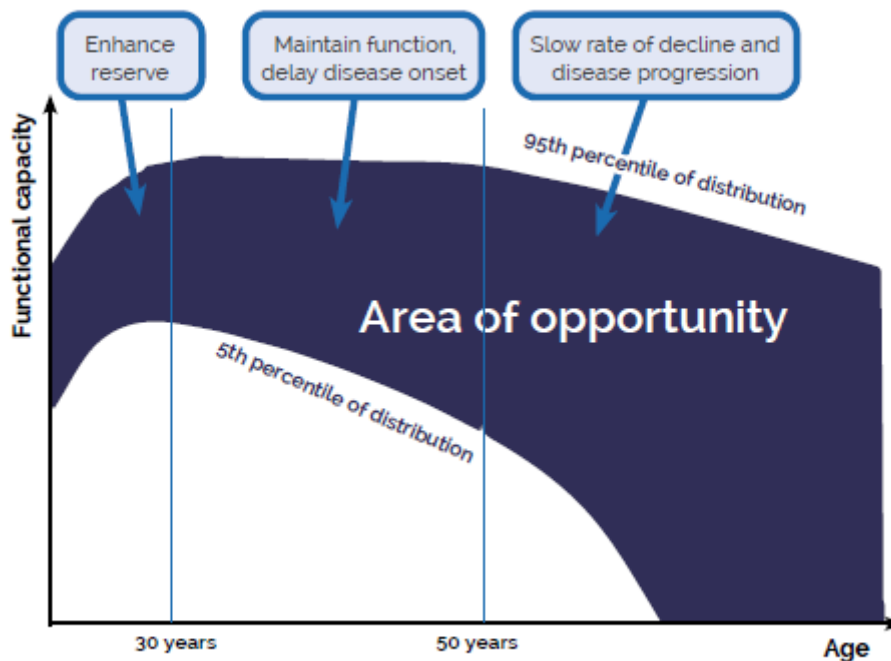 Enhance
reserve
Maintain function,
delay disease onset
Slow rate of decline and
disease progression
Functional capacity
95th percentile of distribution
Area of opportunity
5th percentile of distribution
30 years
50 years
Age